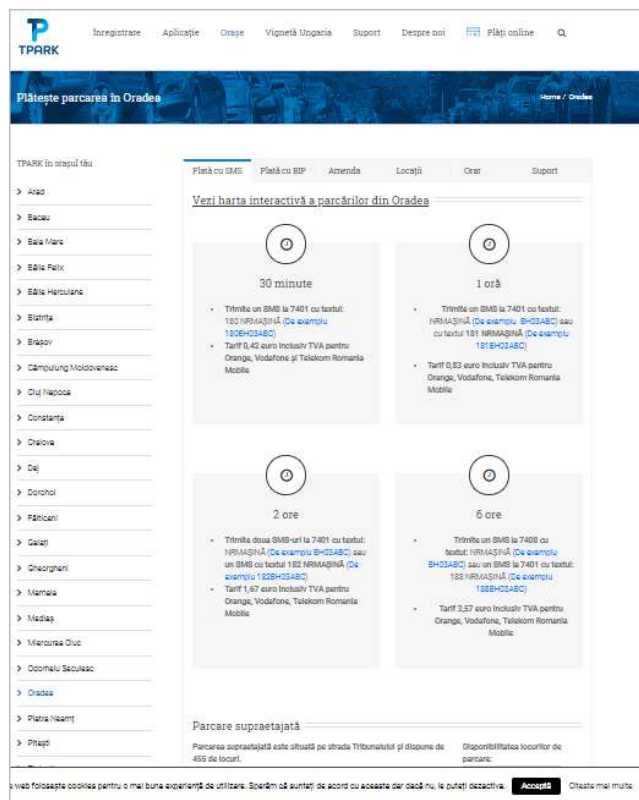 TPARK
Înregistrare Aplicație Orașe Vignetă Ungaria Suport Despre noi Plăți online
Plătește parcarea în Oradea
Home / Oradea
TPARK în orașul tău
Arad
Bacau
Baia Mare
Băile Felix
Băile Herculane
Bistrița
Brașov
Câmpulung Moldovenesc
Cluj Napoca
Constanța
Craiova
Dej
Dorohoi
Fălticeni
Galați
Gheorgheni
Mamaia
Mediaș
Miercurea Ciuc
Odorheiu Secuiesc
Oradea
Piatra Neamț
Pitești
Plată cu SMS Plată cu BIP Amenda Locații Orar Suport
Vezi harta interactivă a parcărilor din Oradea
30 minute
Trimite un SMS la 7401 cu textul:
180 NRMAȘINĂ (De exemplu
180BH03ABC)
Tarif 0,42 euro inclusiv TVA pentru
Orange, Vodafone și Telekom Romania
Mobile
1 oră
Trimite un SMS la 7401 cu textul:
NRMAȘINĂ (De exemplu BH03ABC) sau
cu textul 181 NRMAȘINĂ (De exemplu
181BH03ABC)
Tarif 0,83 euro inclusiv TVA pentru
Orange, Vodafone, Telekom Romania
Mobile
2 ore
Trimite doua SMS-uri la 7401 cu textul:
NRMAȘINĂ (De exemplu BH03ABC) sau
un SMS cu textul 182 NRMAȘINĂ (De
exemplu 182BH03ABC)
Tarif 1,67 euro inclusiv TVA pentru
Orange, Vodafone, Telekom Romania
Mobile
6 ore
Trimite un SMS la 7408 cu
textul: NRMAȘINĂ (De exemplu
BH03ABC) sau un SMS la 7401 cu textul:
188 NRMAȘINĂ (De exemplu
188BH03ABC)
Tarif 3,57 euro inclusiv TVA pentru
Orange, Vodafone, Telekom Romania
Mobile
Parcare supraetajată
Parcarea supraetajată este situată pe strada Tribunalului și dispune de
455 de locuri.
Disponibilitatea locurilor de
parcare:
web folosește cookies pentru o mai buna experiență de utilizare. Sperăm că sunteți de acord cu aceasta dar dacă nu, le puteți dezactiva. Acceptă Citeste mai multe